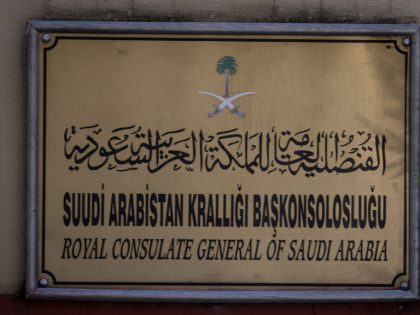 القنصلية العامة للمملكة العربية السعودية
SUUDİ ARABİSTAN KRALLIĞI BAŞKONSOLOSLUĞU
ROYAL CONSULATE GENERAL OF SAUDI ARABIA